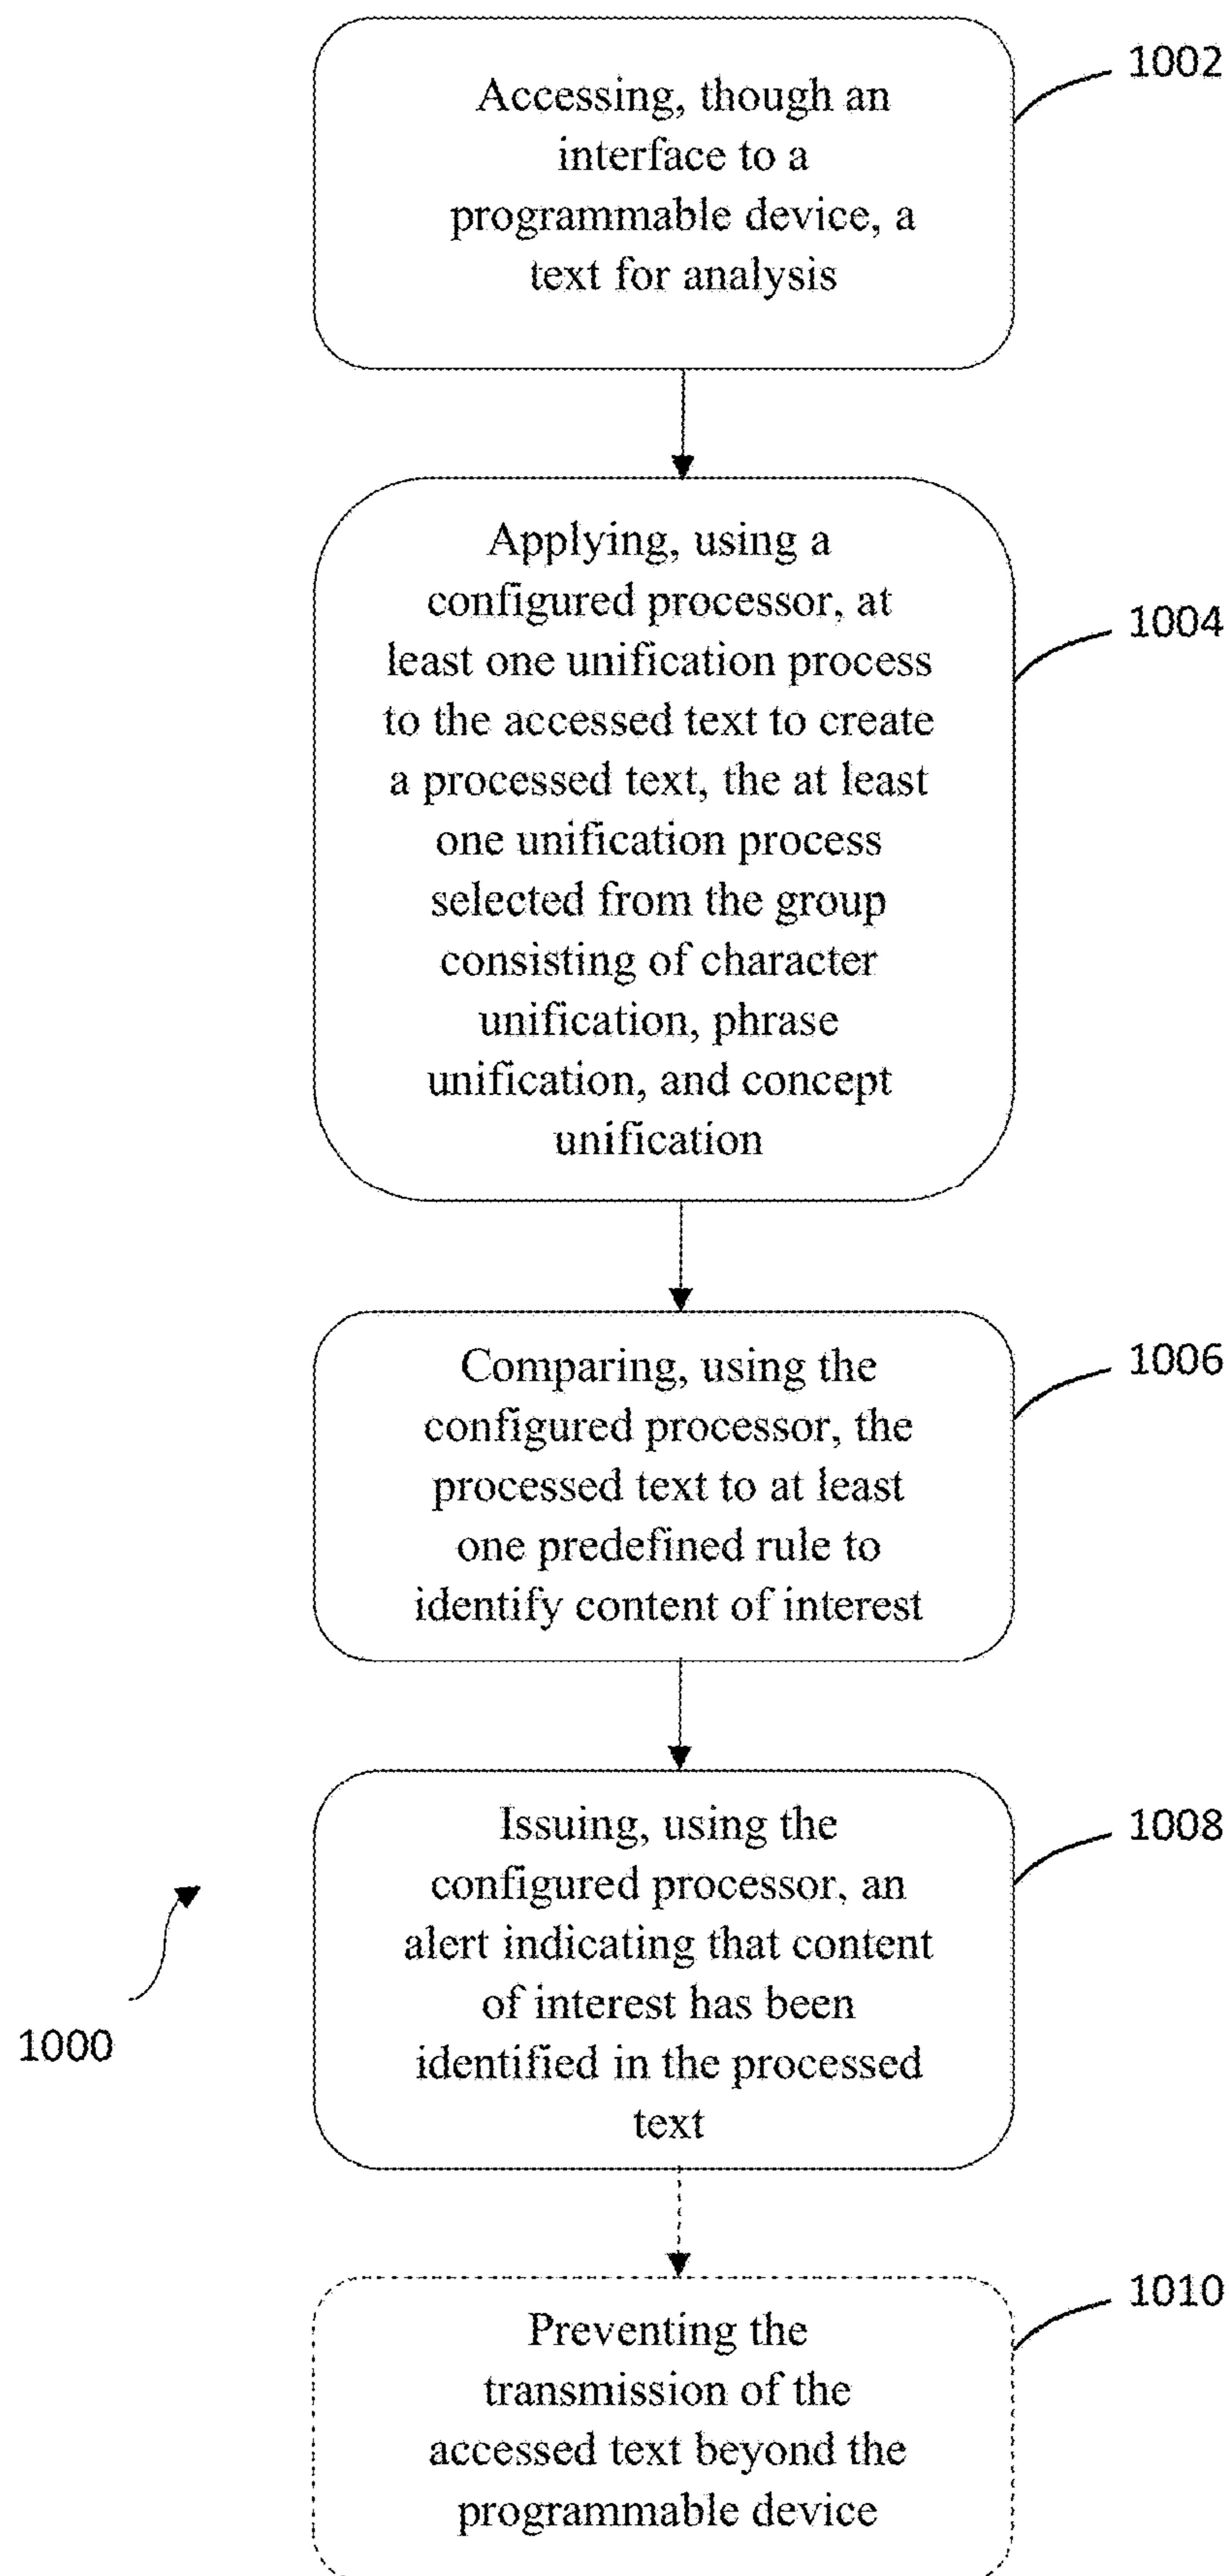 Accessing, though an
interface to a
programmable device, a
text for analysis
1002
Applying, using a
configured processor, at
least one unification process
to the accessed text to create
a processed text, the at least
one unification process
selected from the group
consisting of character
unification, phrase
unification, and concept
unification
1004
Comparing, using the
configured processor, the
processed text to at least
one predefined rule to
identify content of interest
1006
Issuing, using the
configured processor, an
alert indicating that content
of interest has been
identified in the processed
text
1008
1000
Preventing the
transmission of the
accessed text beyond the
programmable device
1010